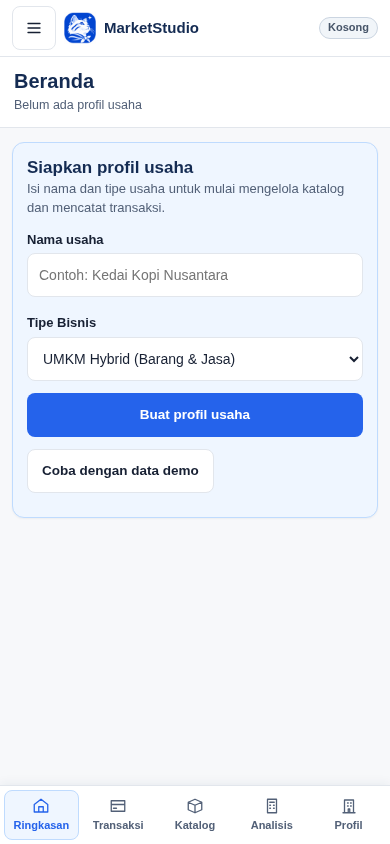 MarketStudio
Kosong
Beranda
Belum ada profil usaha
Siapkan profil usaha
Isi nama dan tipe usaha untuk mulai mengelola katalog
dan mencatat transaksi.
Nama usaha
Contoh: Kedai Kopi Nusantara
Tipe Bisnis
UMKM Hybrid (Barang & Jasa)
Buat profil usaha
Coba dengan data demo
Ringkasan
Transaksi
Katalog
Analisis
Profil